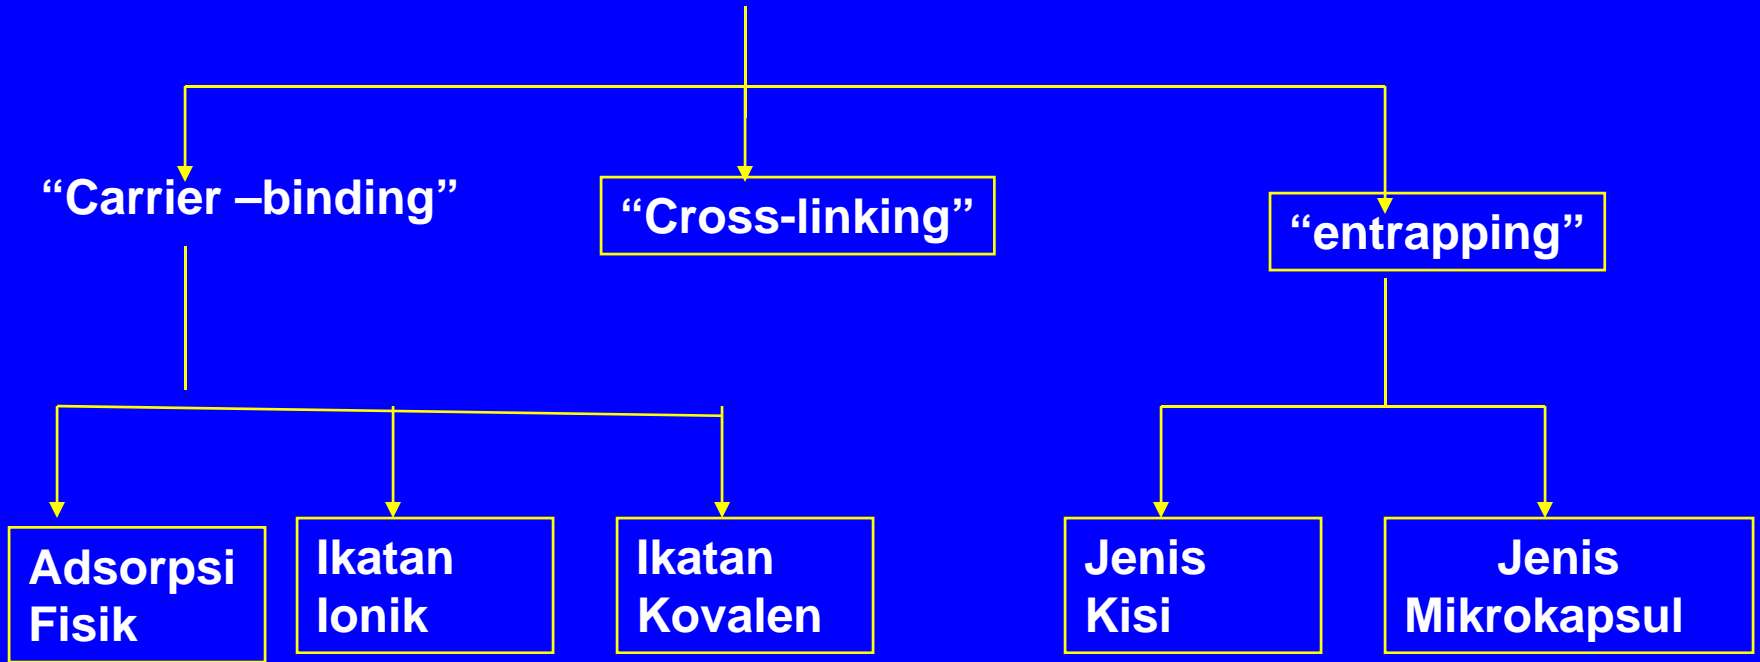 “Carrier –binding”
“Cross-linking”
“entrapping”
Adsorpsi
Fisik
Ikatan
Ionik
Ikatan
Kovalen
Jenis
Kisi
Jenis
Mikrokapsul